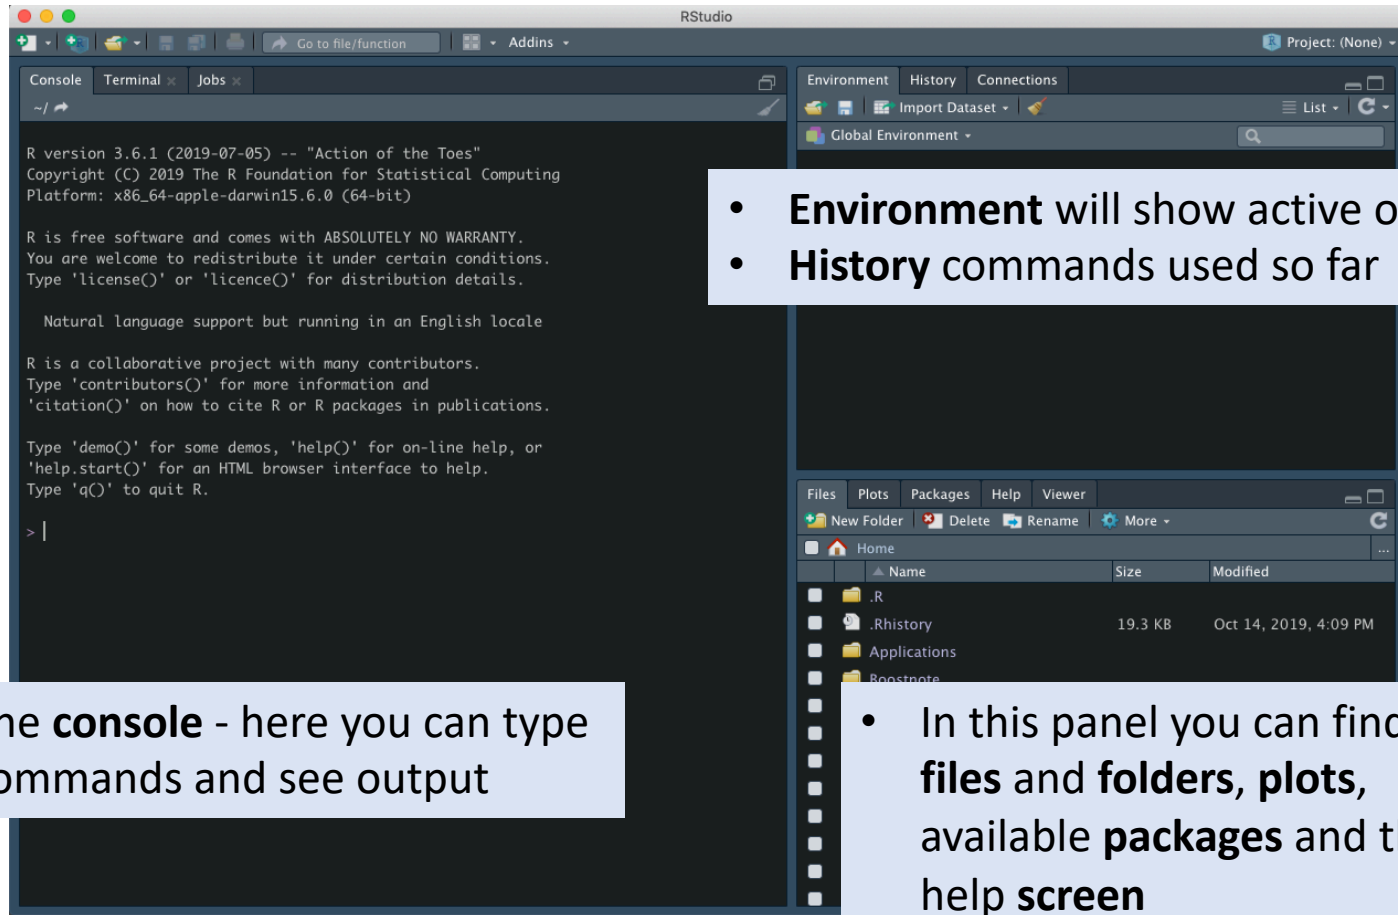 RStudio
Go to file/function Addins Project: (None)
Console Terminal Jobs
~/
R version 3.6.1 (2019-07-05) -- "Action of the Toes"
Copyright (C) 2019 The R Foundation for Statistical Computing
Platform: x86_64-apple-darwin15.6.0 (64-bit)
R is free software and comes with ABSOLUTELY NO WARRANTY.
You are welcome to redistribute it under certain conditions.
Type 'license()' or 'licence()' for distribution details.
Natural language support but running in an English locale
R is a collaborative project with many contributors.
Type 'contributors()' for more information and
'citation()' on how to cite R or R packages in publications.
Type 'demo()' for some demos, 'help()' for on-line help, or
'help.start()' for an HTML browser interface to help.
Type 'q()' to quit R.
>
console - here you can type
and see output
Environment History Connections
Import Dataset List
Global Environment
• Environment will show active
• History commands used so far
Files Plots Packages Help Viewer
New Folder Delete Rename More
Home ...
Name Size Modified
.R
.Rhistory 19.3 KB Oct 14, 2019, 4:09 PM
Applications
Boostnote
• In this panel you can
files and folders, plots,
available packages and
help screen